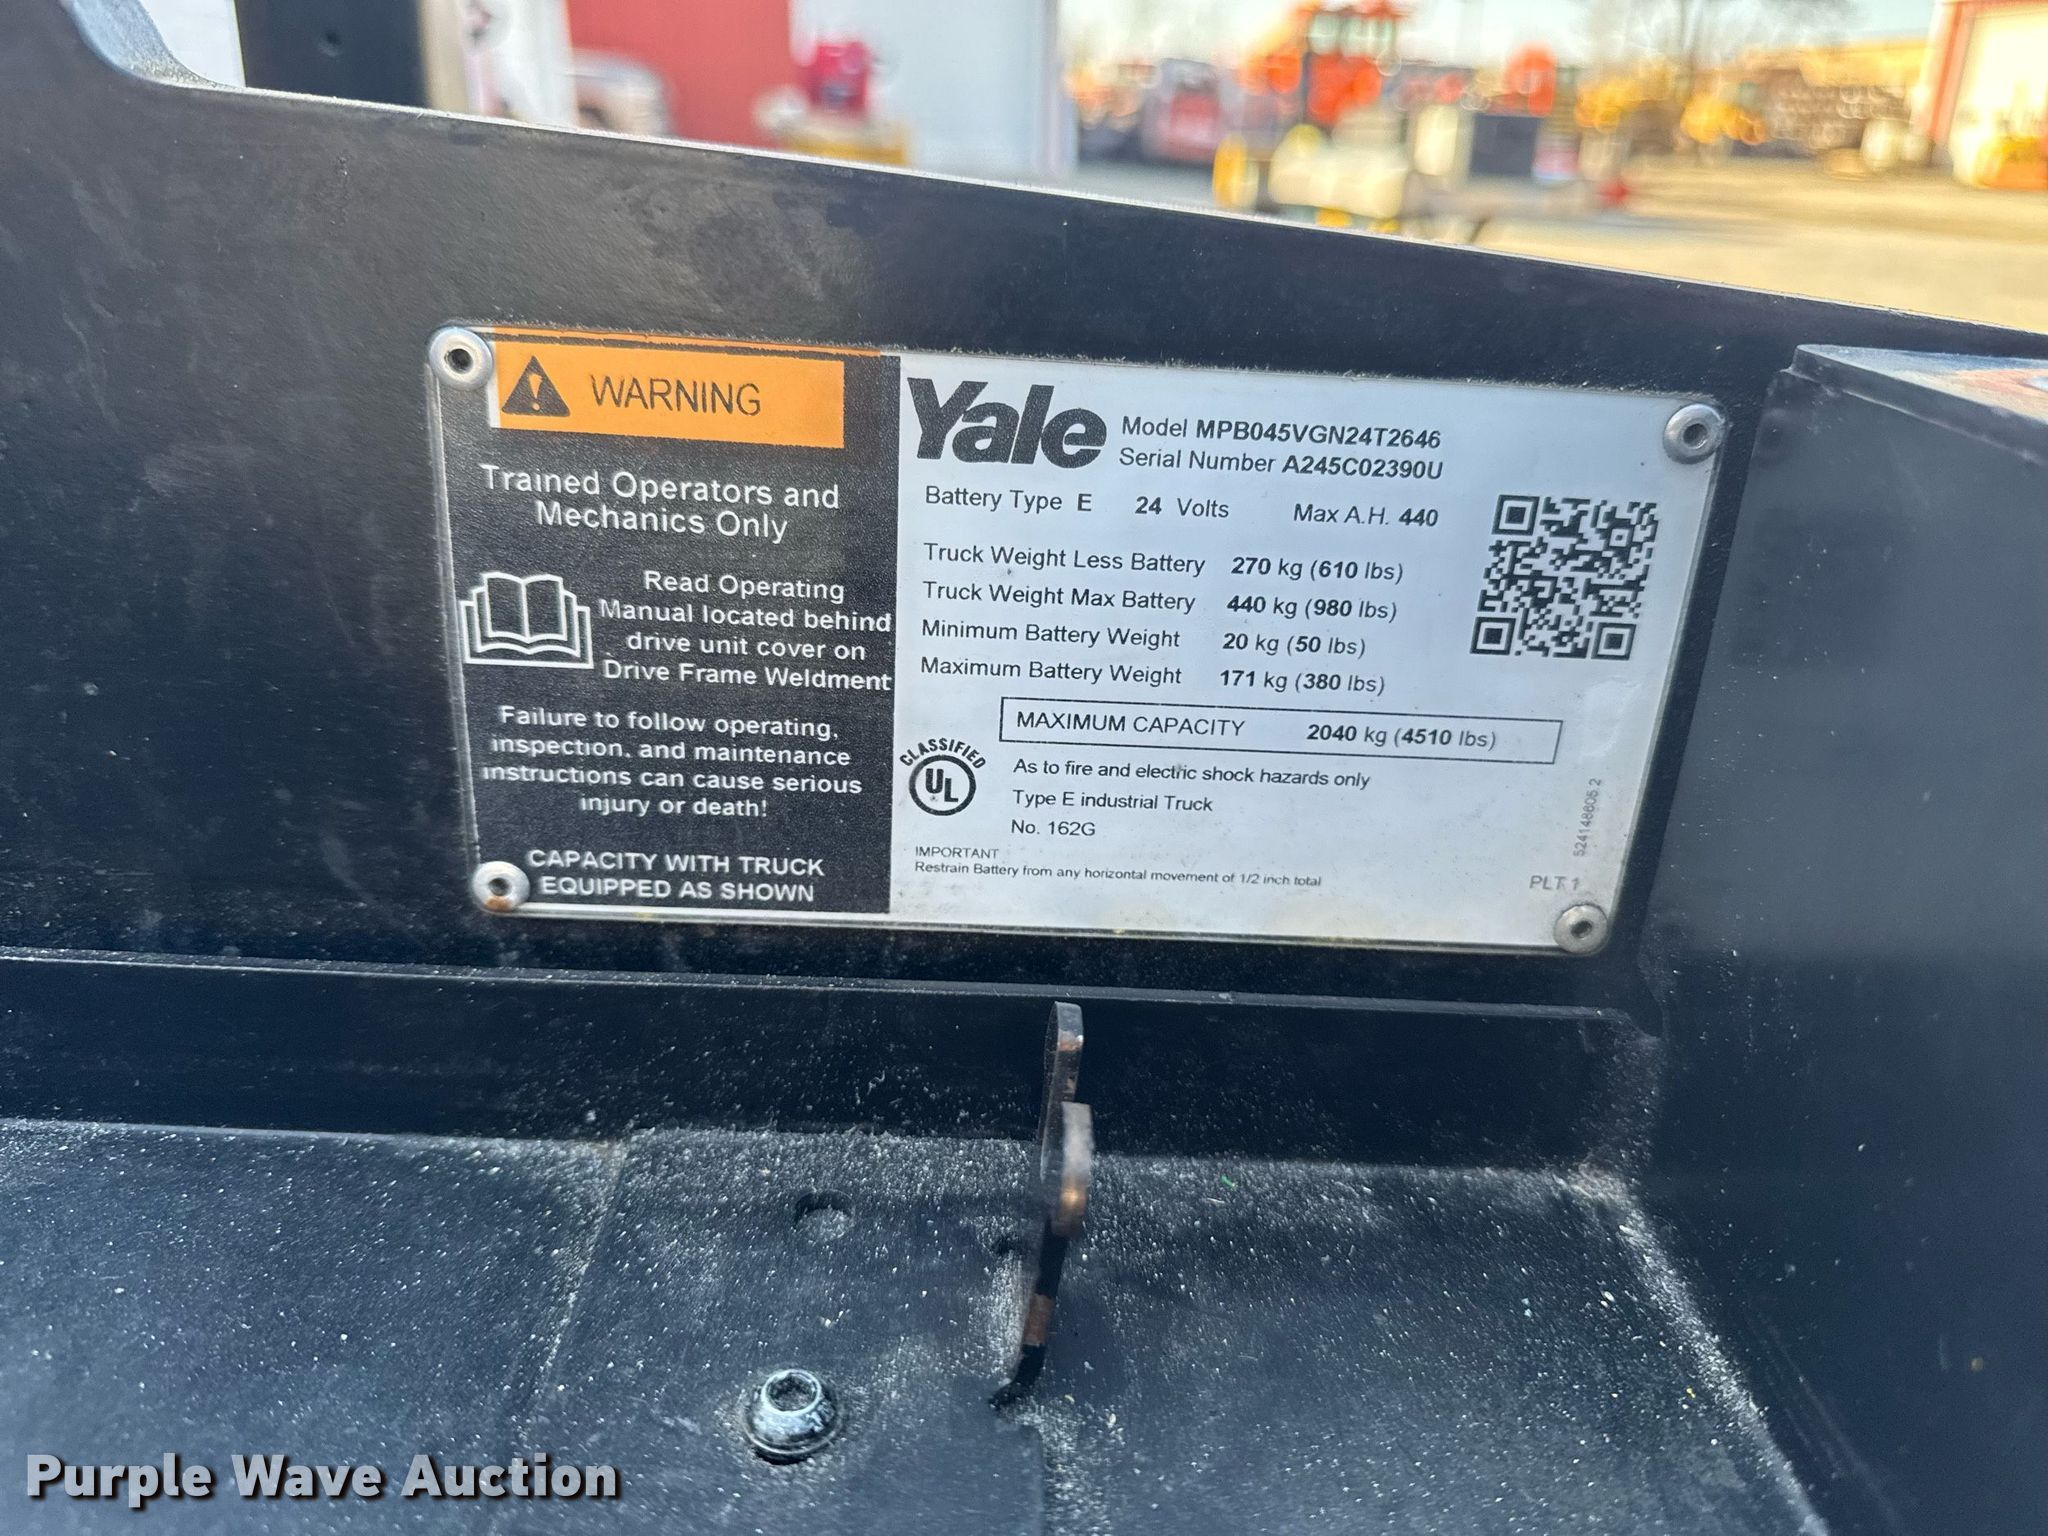 WARNING
Trained Operators and
Mechanics Only
Read Operating
Manual located behind
drive unit cover on
Drive Frame Weldment
Failure to follow operating,
inspection, and maintenance
instructions can cause serious
injury or death!
CAPACITY WITH TRUCK
EQUIPPED AS SHOWN
Yale
Model MPB045VGN24T2646
Serial Number A245C02390U
Battery Type E 24 Volts Max A.H. 440
Truck Weight Less Battery 270 kg (610 lbs)
Truck Weight Max Battery 440 kg (980 lbs)
Minimum Battery Weight 20 kg (50 lbs)
Maximum Battery Weight 171 kg (380 lbs)
MAXIMUM CAPACITY 2040 kg (4510 lbs)
CLASSIFIED
UL
As to fire and electric shock hazards only
Type E industrial Truck
No. 162G
IMPORTANT
Restrain Battery from any horizontal movement of 1/2 inch total
524148605 2
PLT 1
Purple Wave Auction